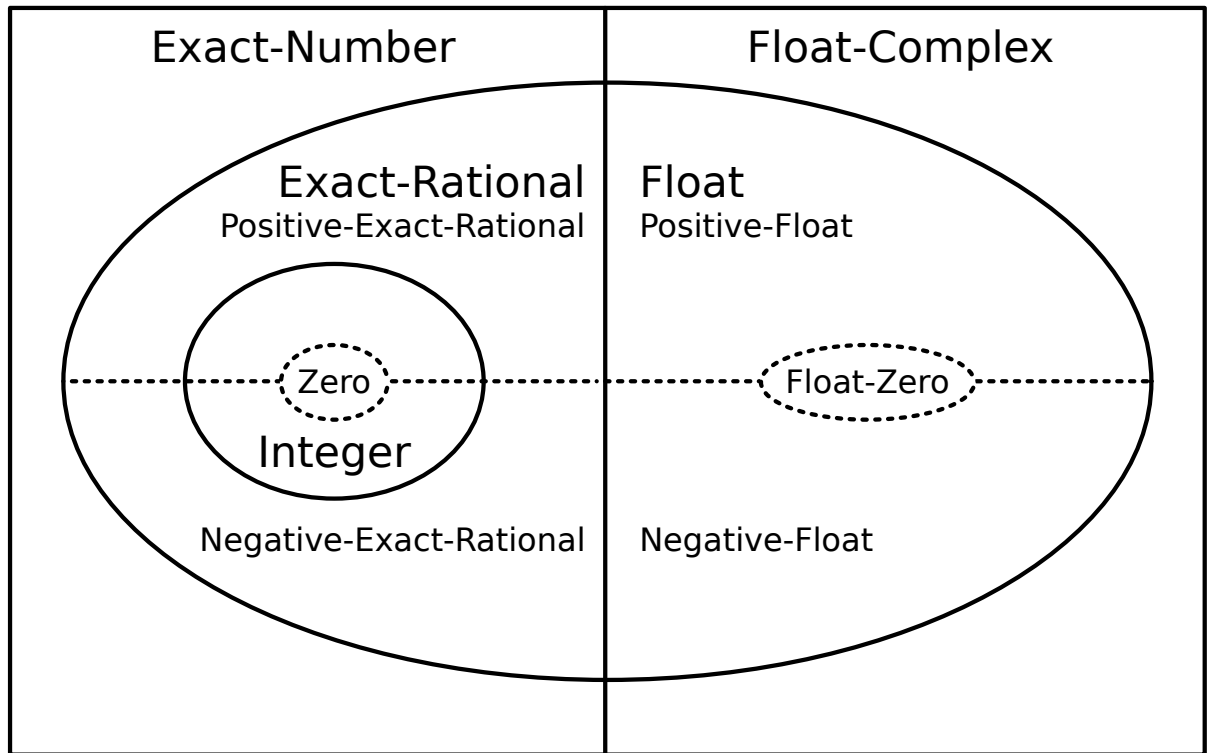 Exact-Number
Float-Complex
Exact-Rational
Positive-Exact-Rational
Float
Positive-Float
Zero
Float-Zero
Integer
Negative-Exact-Rational
Negative-Float